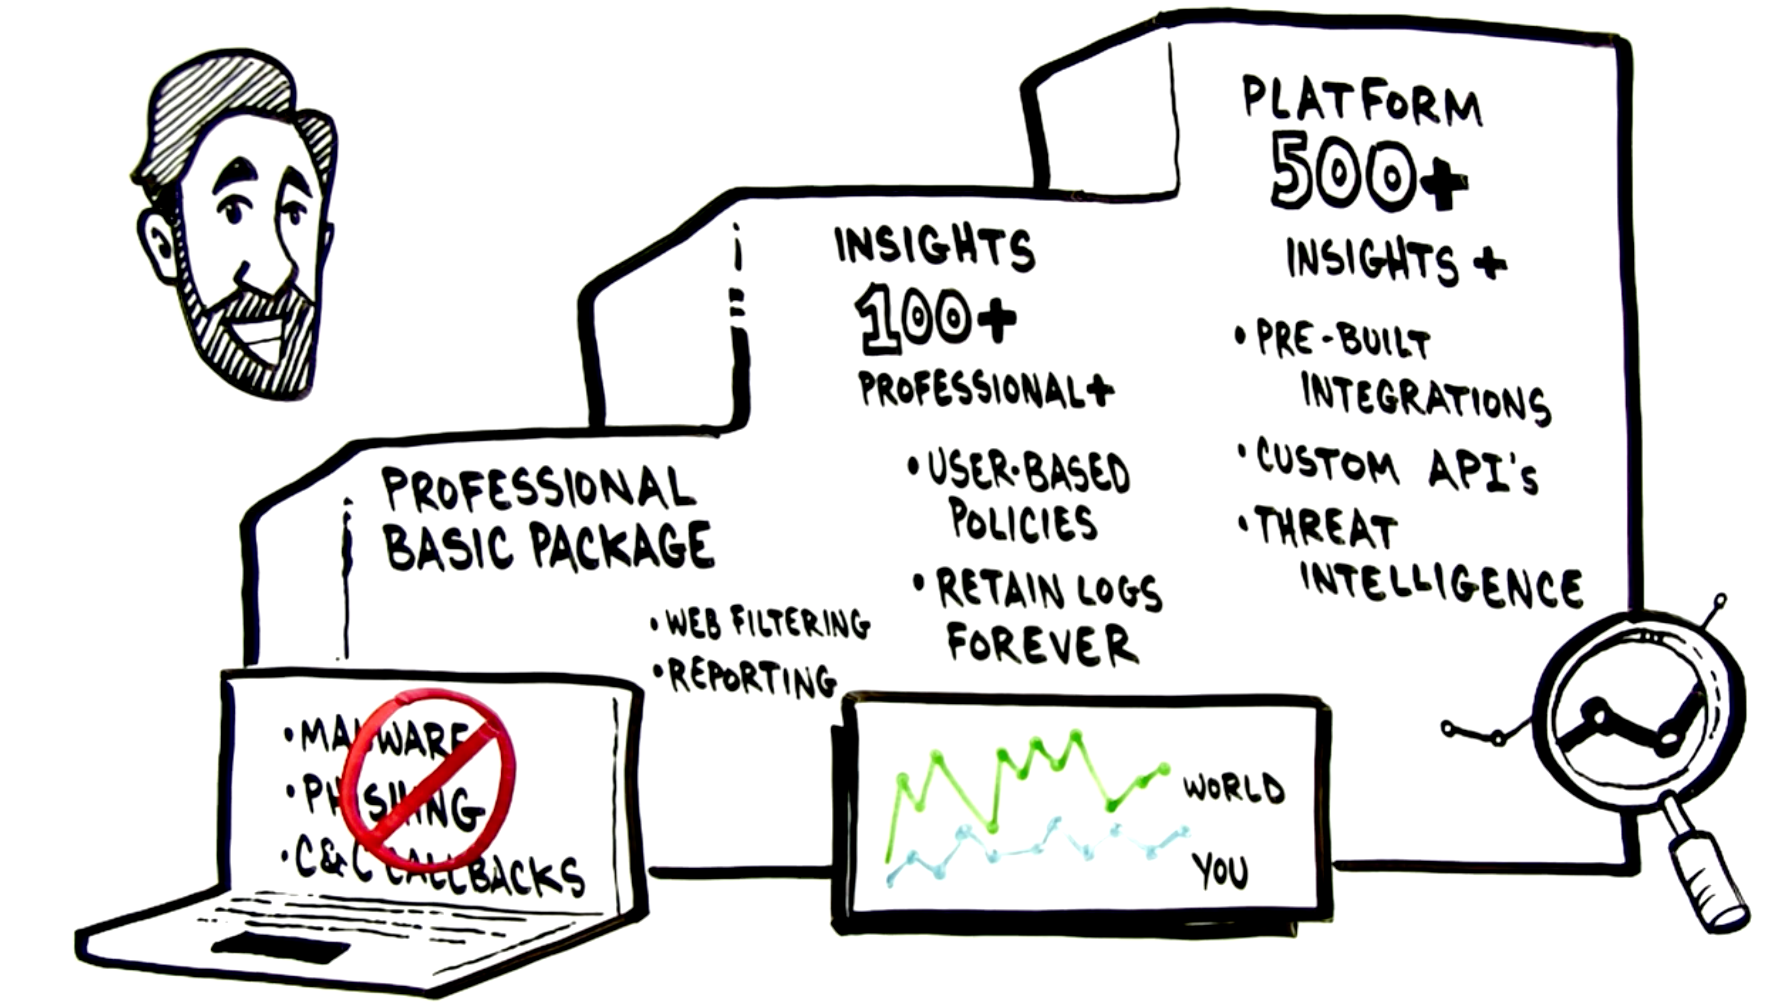 PLATFORM
500+
INSIGHTS +
• PRE-BUILT
INTEGRATIONS
• CUSTOM API's
• THREAT
INTELLIGENCE
INSIGHTS
100+
PROFESSIONAL+
• USER-BASED
POLICIES
• RETAIN LOGS
FOREVER
PROFESSIONAL
BASIC PACKAGE
• WEB FILTERING
• REPORTING
• MALWARE
• PHISHING
• C&C CALLBACKS
WORLD
YOU